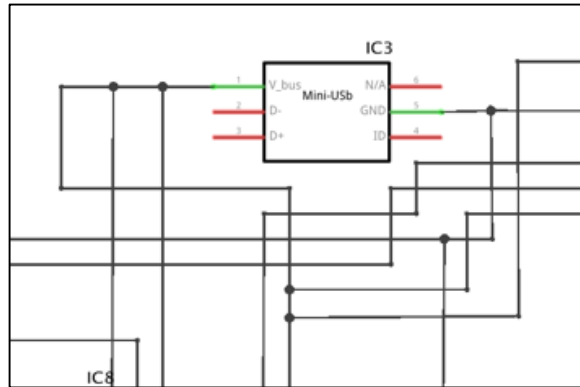 IC3
1 V_bus N/A 6
Mini-USb
2 D- GND 5
3 D+ ID 4
IC8